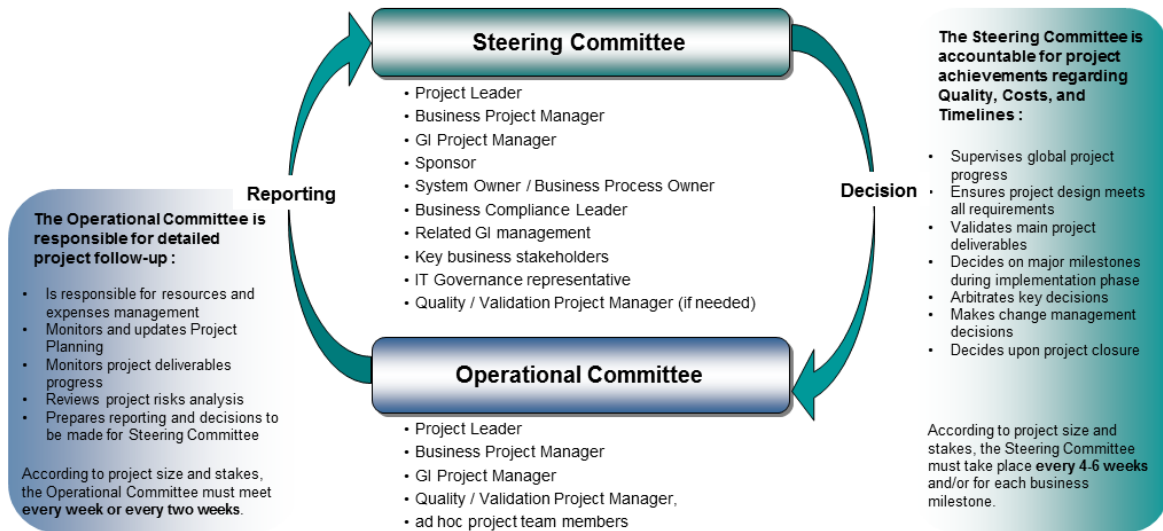 Steering Committee
• Project Leader
• Business Project Manager
• GI Project Manager
• Sponsor
• System Owner / Business Process Owner
• Business Compliance Leader
• Related GI management
• Key business stakeholders
• IT Governance representative
• Quality / Validation Project Manager (if needed)
Reporting
Decision
The Operational Committee is
responsible for detailed
project follow-up :
• Is responsible for resources and
expenses management
• Monitors and updates Project
Planning
• Monitors project deliverables
progress
• Reviews project risks analysis
• Prepares reporting and decisions to
be made for Steering Committee
According to project size and stakes,
the Operational Committee must meet
every week or every two weeks.
Operational Committee
• Project Leader
• Business Project Manager
• GI Project Manager
• Quality / Validation Project Manager,
• ad hoc project team members
The Steering Committee is
accountable for project
achievements regarding
Quality, Costs, and
Timelines :
• Supervises global project
progress
• Ensures project design meets
all requirements
• Validates main project
deliverables
• Decides on major milestones
during implementation phase
• Arbitrates key decisions
• Makes change management
decisions
• Decides upon project closure
According to project size and
stakes, the Steering Committee
must take place every 4-6 weeks
and/or for each business
milestone.